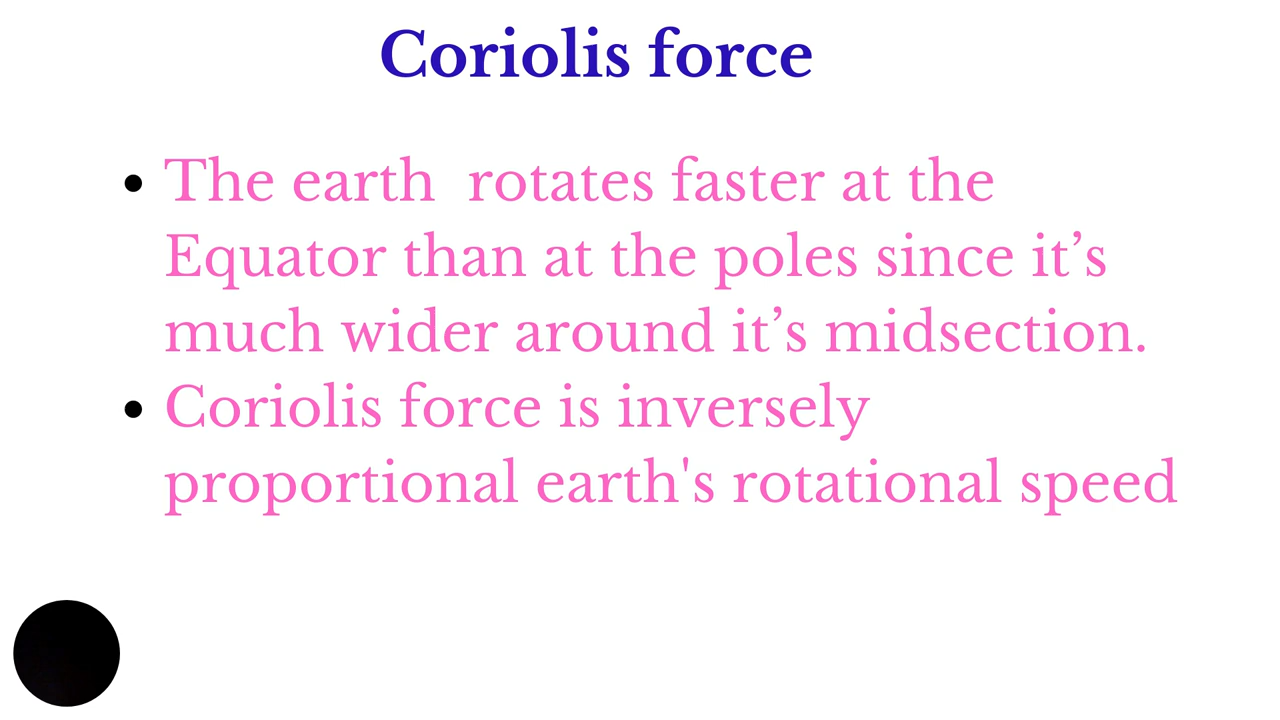 Coriolis force
• The earth  rotates faster at the
Equator than at the poles since it’s
much wider around it’s midsection.
• Coriolis force is inversely
proportional earth's rotational speed